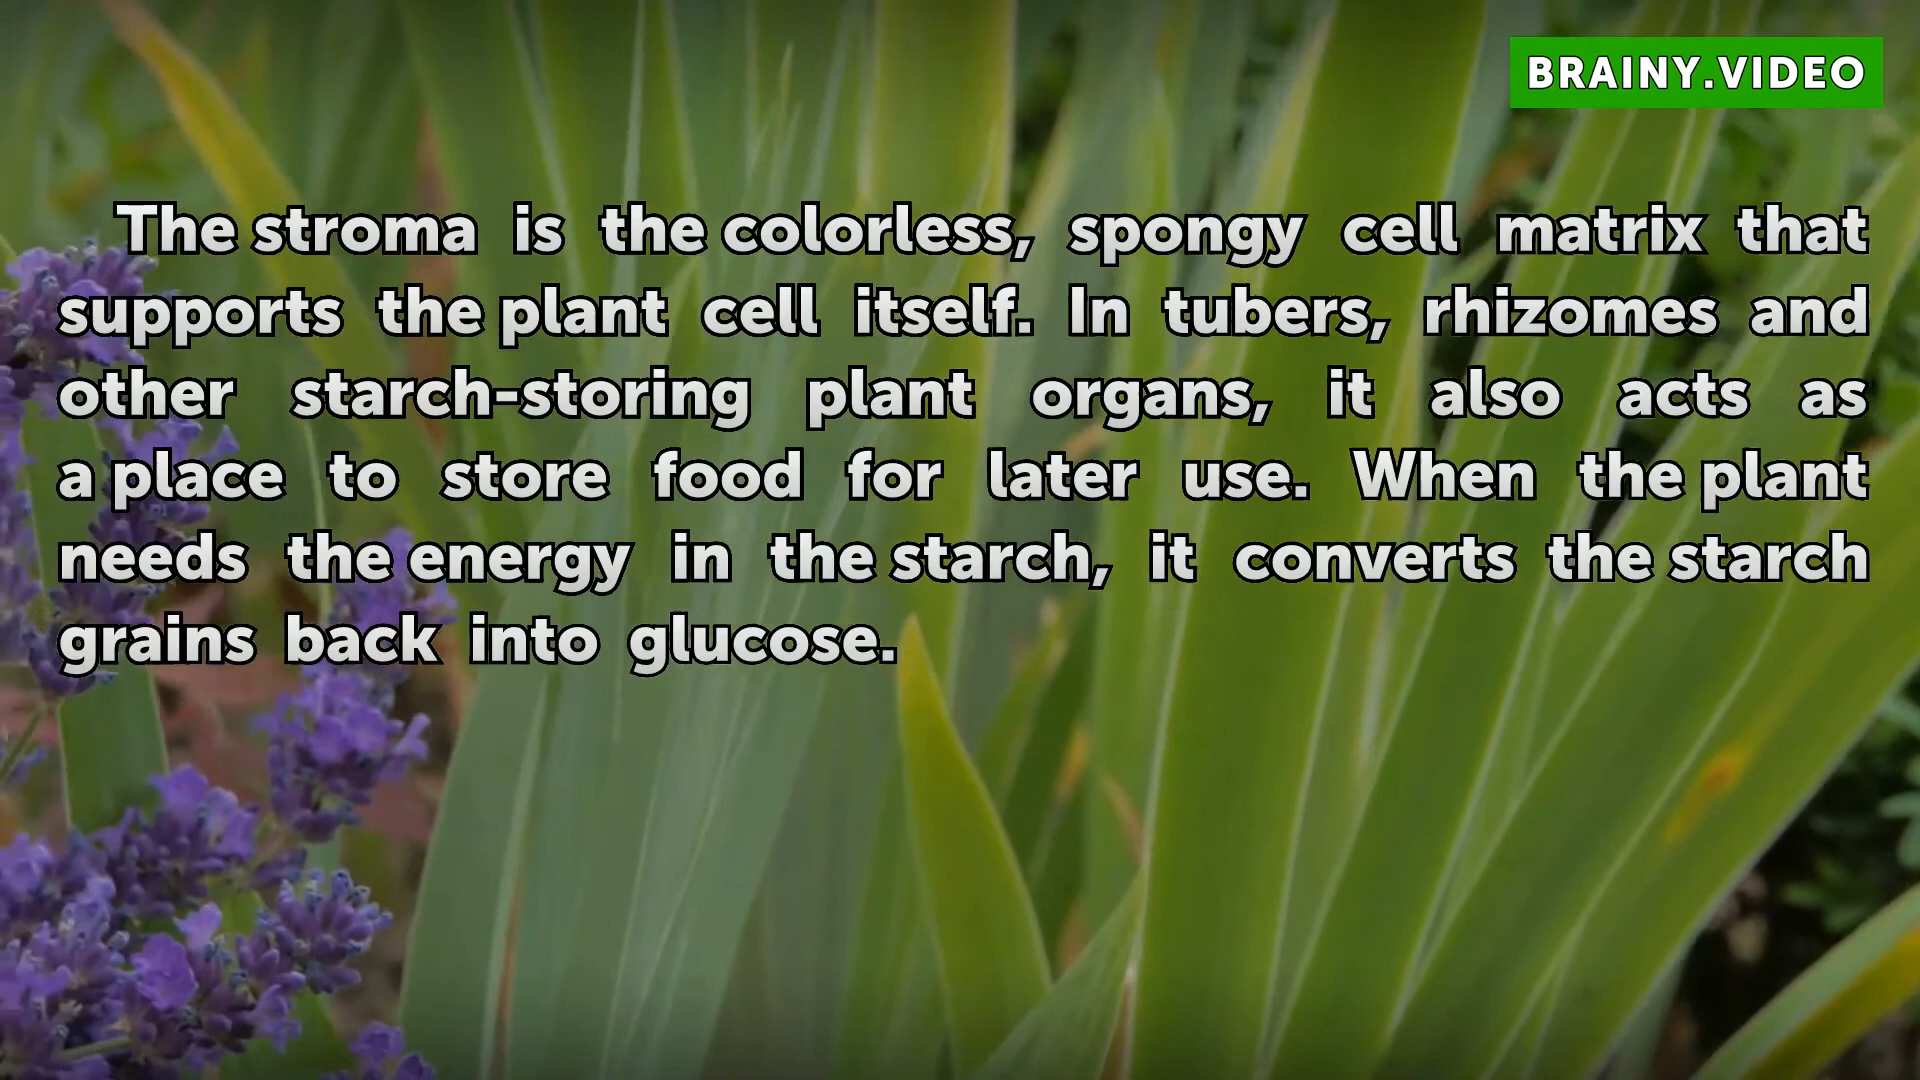 BRAINY.VIDEO
The stroma is the colorless, spongy cell matrix that
supports the plant cell itself. In tubers, rhizomes and
other starch-storing plant organs, it also acts as
a place to store food for later use. When the plant
needs the energy in the starch, it converts the starch
grains back into glucose.